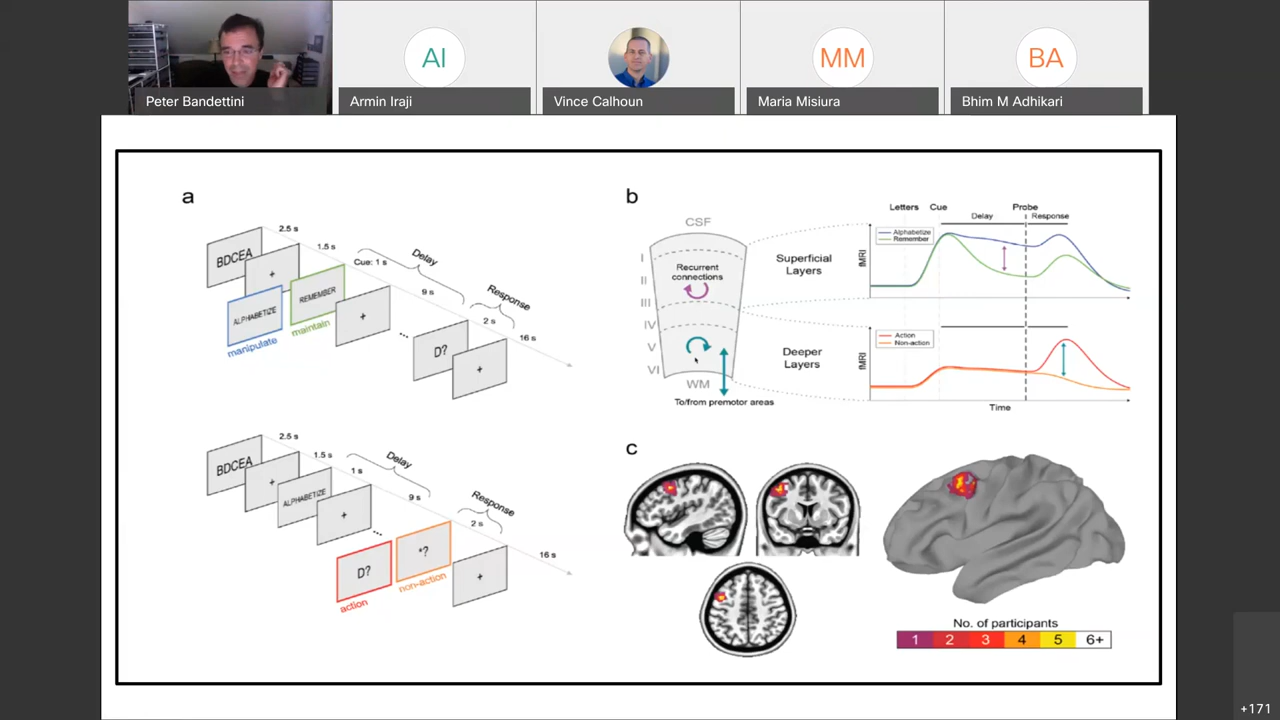 AI
MM
BA
Peter Bandettini
Armin Iraji
Vince Calhoun
Maria Misiura
Bhim M Adhikari
a
2.5 s
1.5 s
Cue: 1 s
Delay
9 s
Response
2 s
16 s
BDCEA
+
ALPHABETIZE
manipulate
REMEMBER
maintain
+
...
D?
+
2.5 s
1.5 s
1 s
Delay
9 s
Response
2 s
16 s
BDCEA
+
ALPHABETIZE
+
...
D?
action
*?
non-action
+
b
CSF
I
II
III
IV
V
VI
Recurrent
connections
WM
To/from premotor areas
Superficial
Layers
Deeper
Layers
Letters
Cue
Delay
Probe
Response
fMRI
Alphabetize
Remember
fMRI
Action
Non-action
Time
c
No. of participants
1 2 3 4 5 6+
+171